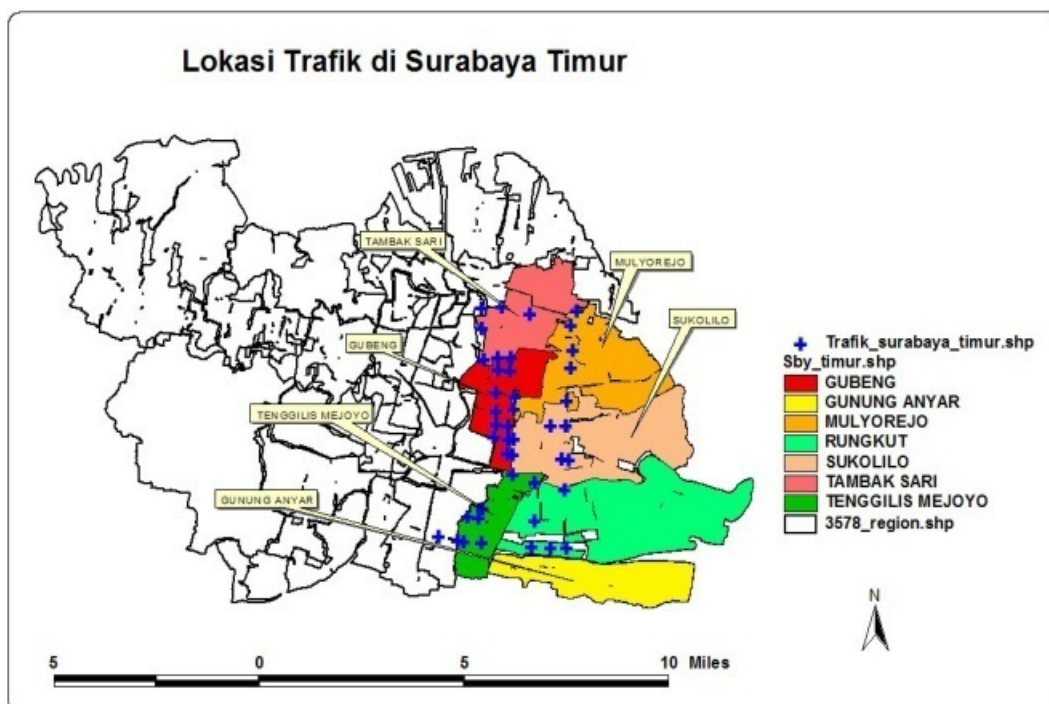 Lokasi Trafik di Surabaya Timur
TAMBAK SARI
MULYOREJO
SUKOLILO
GUBENG
TENGGILIS MEJOYO
GUNUNG ANYAR
Trafik_surabaya_timur.shp
Sby_timur.shp
GUBENG
GUNUNG ANYAR
MULYOREJO
RUNGKUT
SUKOLILO
TAMBAK SARI
TENGGILIS MEJOYO
3578_region.shp
N
5 0 5 10 Miles